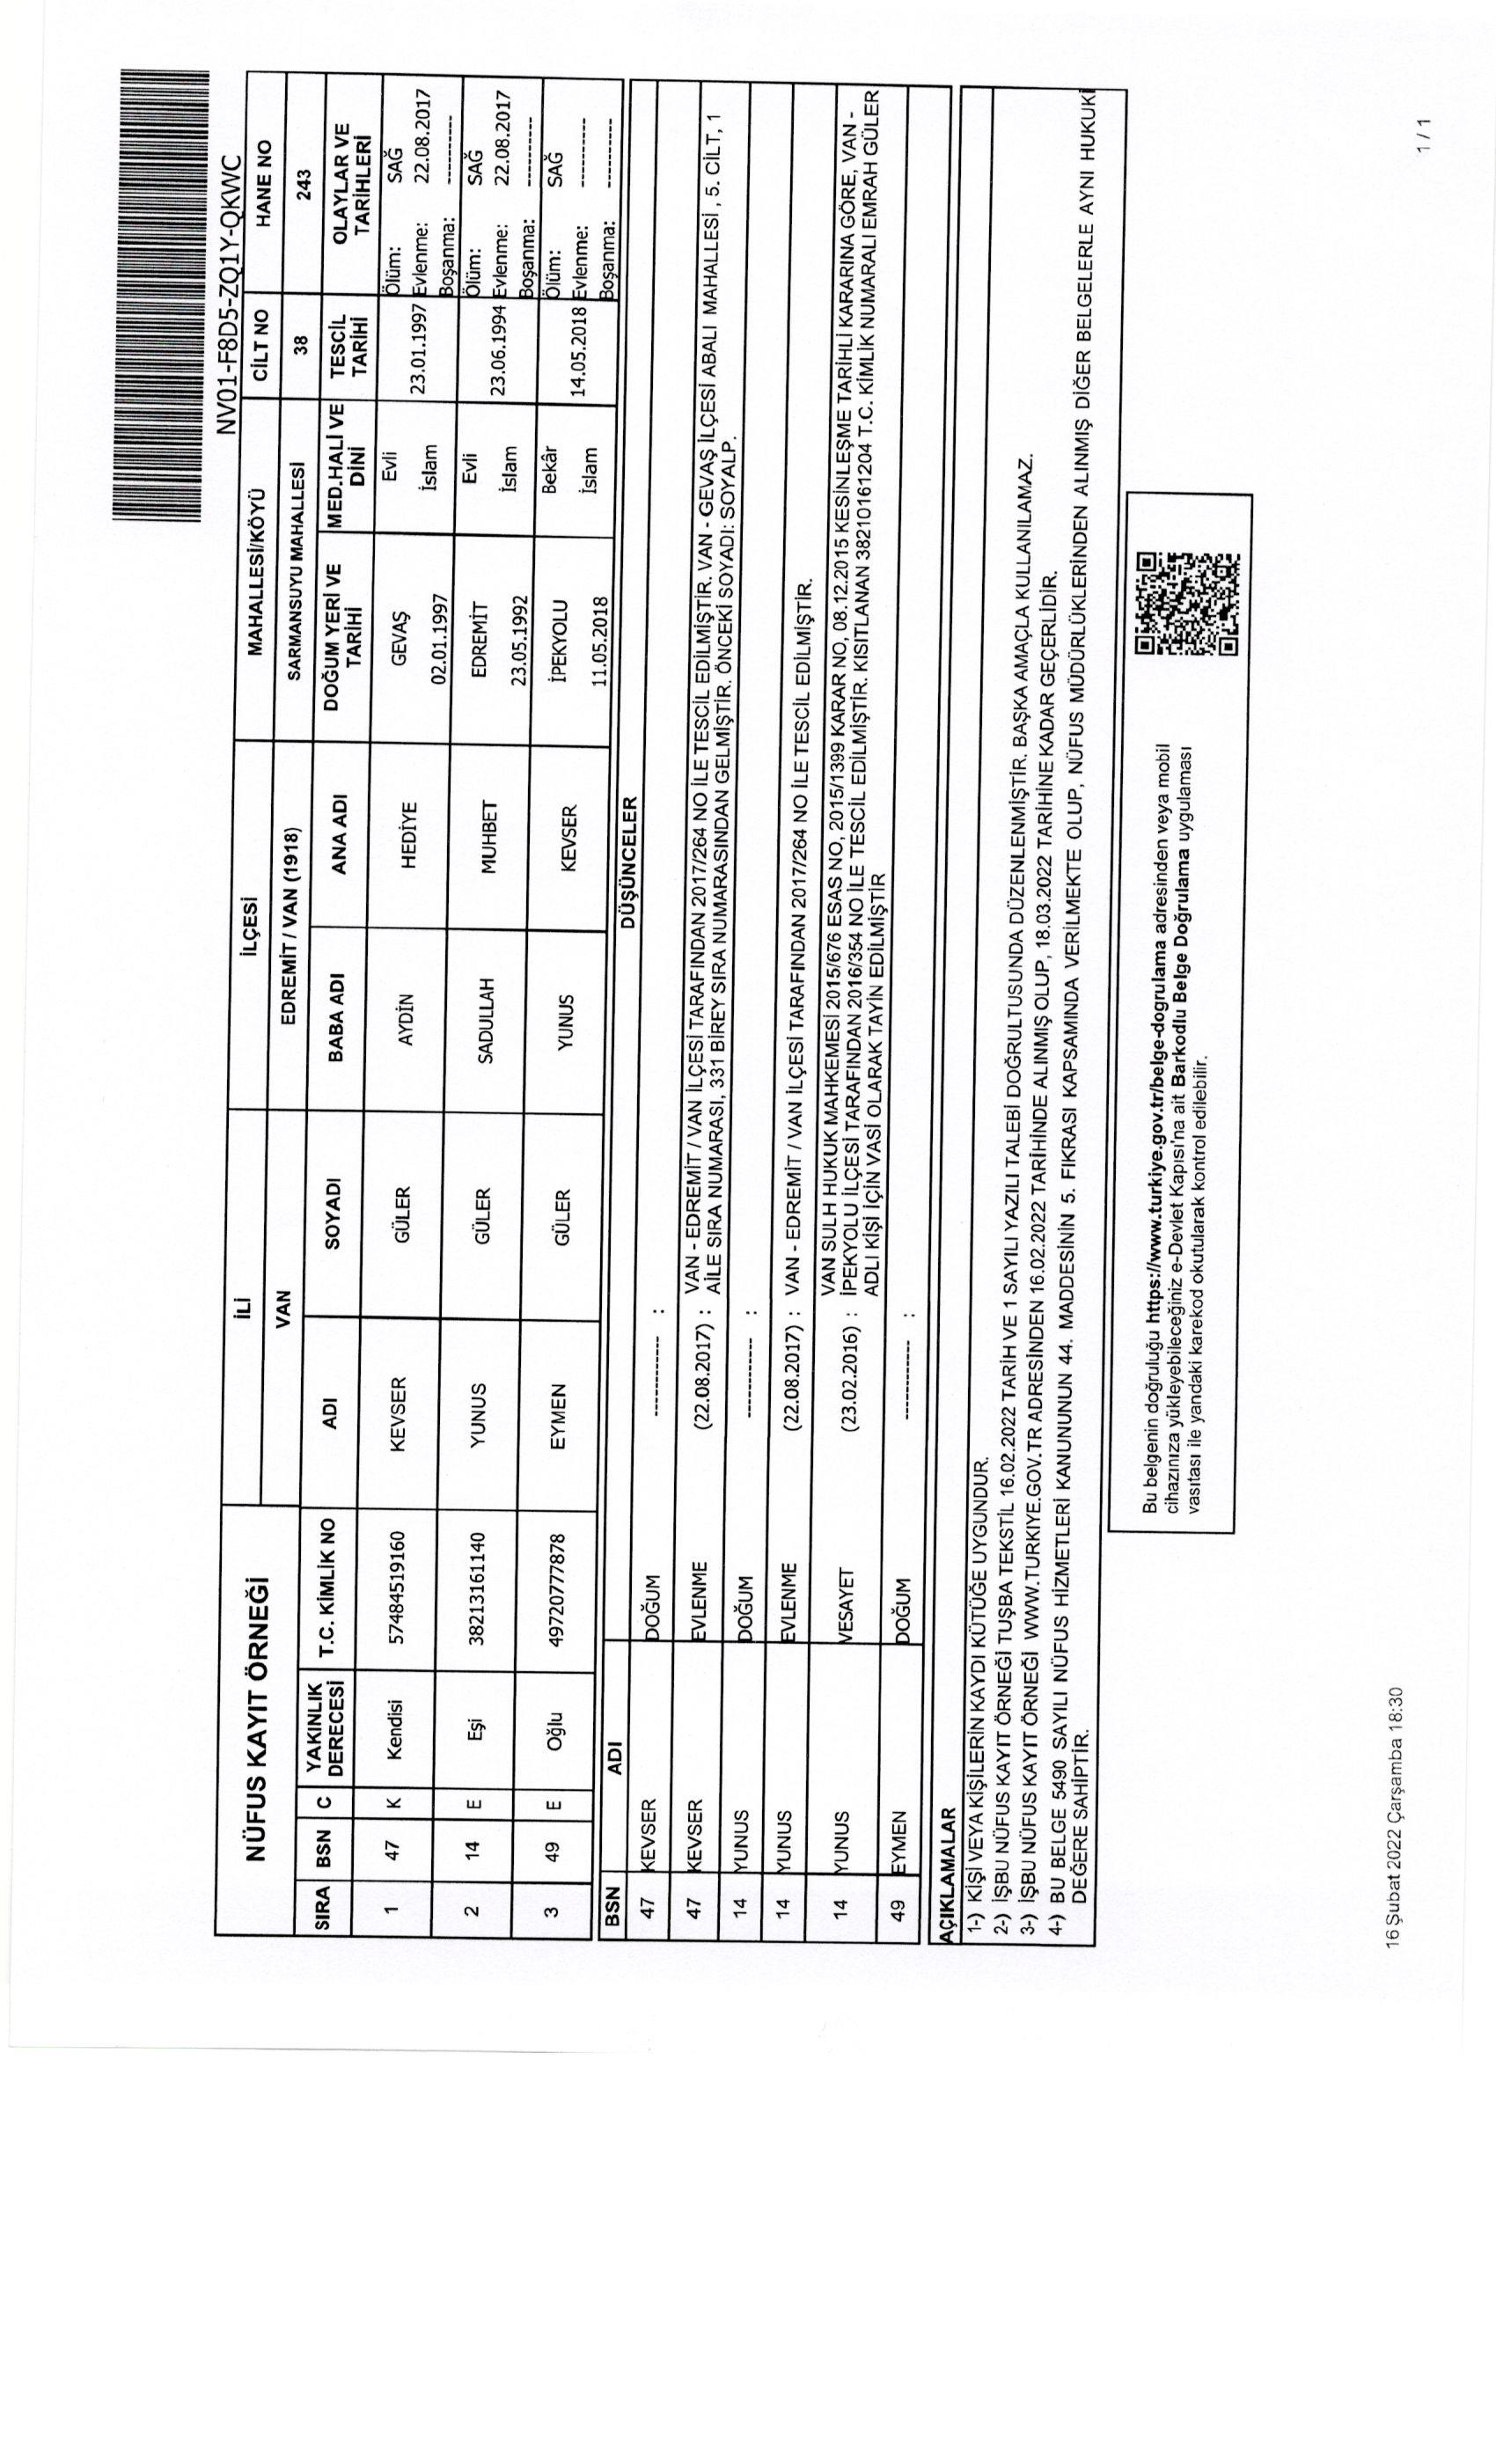 NV01-F8D5-ZQ1Y-QKWC
NÜFUS KAYIT ÖRNEĞİ
İLİ İLÇESİ MAHALLESİ/KÖYÜ CİLT NO HANE NO
VAN EDREMİT / VAN (1918) SARMANSUYU MAHALLESİ 38 243
SIRA BSN C YAKINLIK DERECESİ T.C. KİMLİK NO ADI SOYADI BABA ADI ANA ADI DOĞUM YERİ VE TARİHİ MED.HALİ VE DİNİ TESCİL TARİHİ OLAYLAR VE TARİHLERİ
1 47 K Kendisi 57484519160 KEVSER GÜLER AYDİN HEDİYE GEVAŞ 02.01.1997 Evli İslam 23.01.1997 Ölüm: SAĞ Evlenme: 22.08.2017 Boşanma: ----------
2 14 E Eşi 38213161140 YUNUS GÜLER SADULLAH MUHBET EDREMİT 23.05.1992 Evli İslam 23.06.1994 Ölüm: SAĞ Evlenme: 22.08.2017 Boşanma: ----------
3 49 E Oğlu 49720777878 EYMEN GÜLER YUNUS KEVSER İPEKYOLU 11.05.2018 Bekâr İslam 14.05.2018 Ölüm: SAĞ Evlenme: ---------- Boşanma: ----------
BSN ADI DÜŞÜNCELER
47 KEVSER DOĞUM ------------ :
47 KEVSER EVLENME (22.08.2017) : VAN - EDREMİT / VAN İLÇESİ TARAFINDAN 2017/264 NO İLE TESCİL EDİLMİŞTİR. VAN - GEVAŞ İLÇESİ ABALI MAHALLESİ , 5. CİLT, 1
AİLE SIRA NUMARASI, 331 BİREY SIRA NUMARASINDAN GELMİŞTİR. ÖNCEKİ SOYADI: SOYALP.
14 YUNUS DOĞUM ------------ :
14 YUNUS EVLENME (22.08.2017) : VAN - EDREMİT / VAN İLÇESİ TARAFINDAN 2017/264 NO İLE TESCİL EDİLMİŞTİR.
14 YUNUS VESAYET (23.02.2016) : VAN SULH HUKUK MAHKEMESİ 2015/676 ESAS NO, 2015/1399 KARAR NO, 08.12.2015 KESİNLEŞME TARİHLİ KARARINA GÖRE, VAN -
İPEKYOLU İLÇESİ TARAFINDAN 2016/354 NO İLE TESCİL EDİLMİŞTİR. KISITLANAN 38210161204 T.C. KİMLİK NUMARALI EMRAH GÜLER
ADLI KİŞİ İÇİN VASİ OLARAK TAYİN EDİLMİŞTİR
49 EYMEN DOĞUM ------------ :
AÇIKLAMALAR
1-) KİŞİ VEYA KİŞİLERİN KAYDI KÜTÜĞE UYGUNDUR.
2-) İŞBU NÜFUS KAYIT ÖRNEĞİ TUŞBA TEKSTİL 16.02.2022 TARİH VE 1 SAYILI YAZILI TALEBİ DOĞRULTUSUNDA DÜZENLENMİŞTİR. BAŞKA AMAÇLA KULLANILAMAZ.
3-) İŞBU NÜFUS KAYIT ÖRNEĞİ WWW.TURKIYE.GOV.TR ADRESİNDEN 16.02.2022 TARİHİNDE ALINMIŞ OLUP, 18.03.2022 TARİHİNE KADAR GEÇERLİDİR.
4-) BU BELGE 5490 SAYILI NÜFUS HİZMETLERİ KANUNUNUN 44. MADDESİNİN 5. FIKRASI KAPSAMINDA VERİLMEKTE OLUP, NÜFUS MÜDÜRLÜKLERİNDEN ALINMIŞ DİĞER BELGELERLE AYNI HUKUKİ
DEĞERE SAHİPTİR.
Bu belgenin doğruluğu https://www.turkiye.gov.tr/belge-dogrulama adresinden veya mobil
cihazınıza yükleyebileceğiniz e-Devlet Kapısı'na ait Barkodlu Belge Doğrulama uygulaması
vasıtası ile yandaki karekod okutularak kontrol edilebilir.
16 Şubat 2022 Çarşamba 18:30
1 / 1